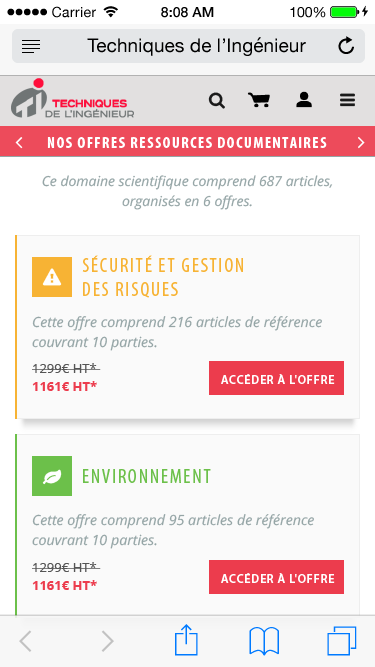 Carrier 8:08 AM 100%
Techniques de l'Ingénieur
TECHNIQUES
DE L'INGÉNIEUR
NOS OFFRES RESSOURCES DOCUMENTAIRES
Ce domaine scientifique comprend 687 articles,
organisés en 6 offres.
SÉCURITÉ ET GESTION
DES RISQUES
Cette offre comprend 216 articles de référence
couvrant 10 parties.
1299€ HT*
1161€ HT*
ACCÉDER À L'OFFRE
ENVIRONNEMENT
Cette offre comprend 95 articles de référence
couvrant 10 parties.
1299€ HT*
1161€ HT*
ACCÉDER À L'OFFRE